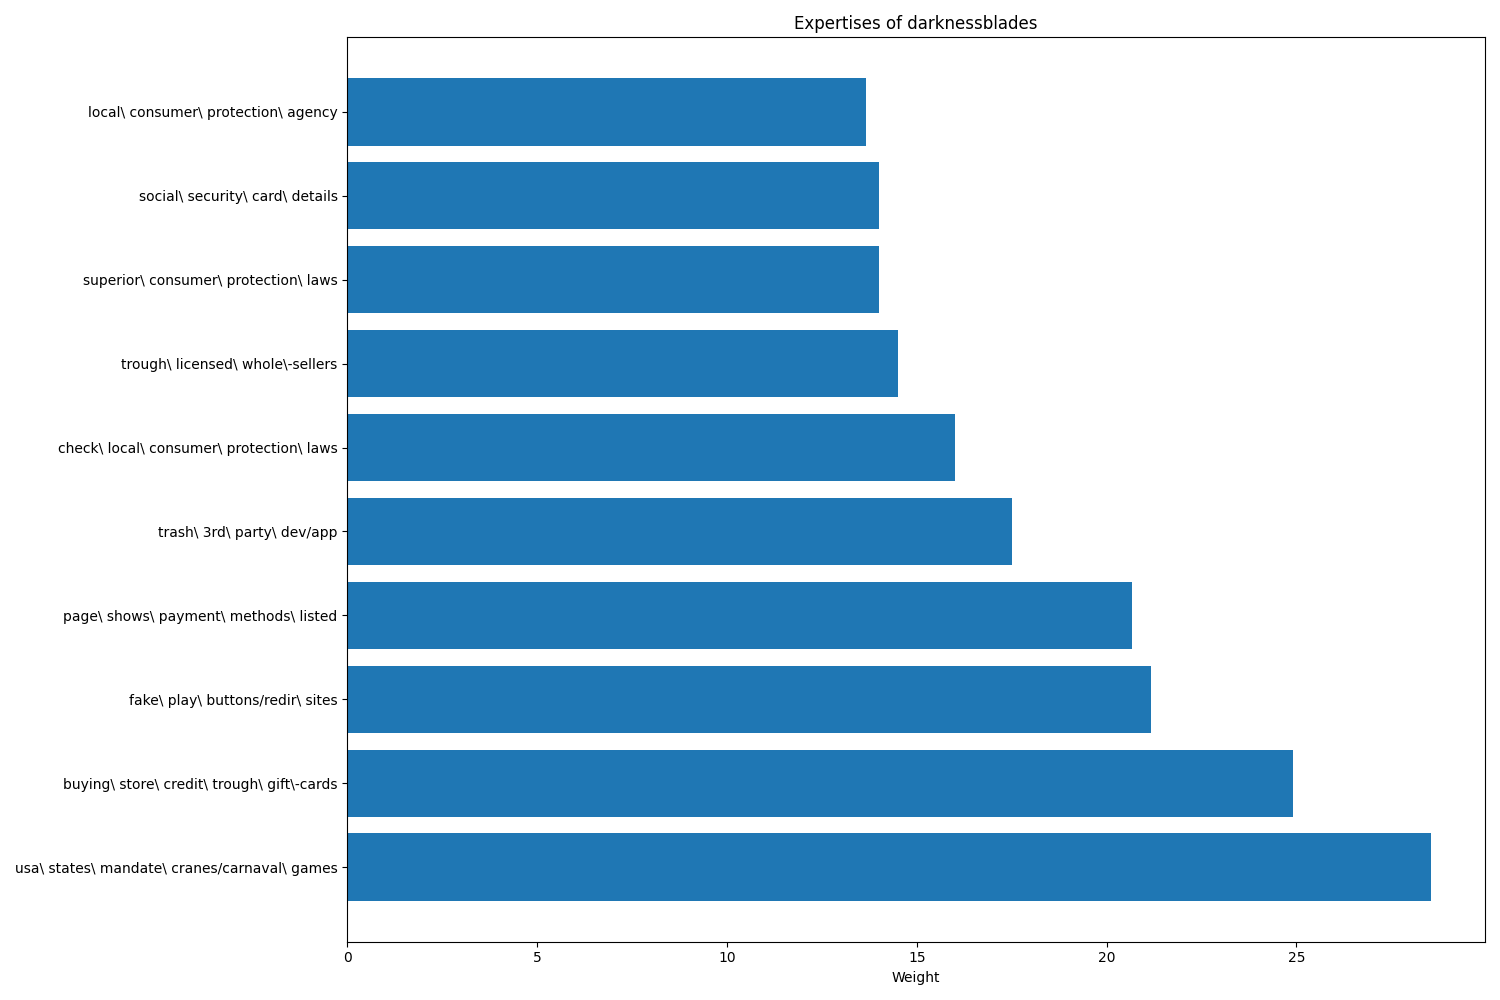 Expertises of darknessblades
local\ consumer\ protection\ agency
social\ security\ card\ details
superior\ consumer\ protection\ laws
trough\ licensed\ whole\-sellers
check\ local\ consumer\ protection\ laws
trash\ 3rd\ party\ dev/app
page\ shows\ payment\ methods\ listed
fake\ play\ buttons/redir\ sites
buying\ store\ credit\ trough\ gift\-cards
usa\ states\ mandate\ cranes/carnaval\ games
0 5 10 15 20 25
Weight